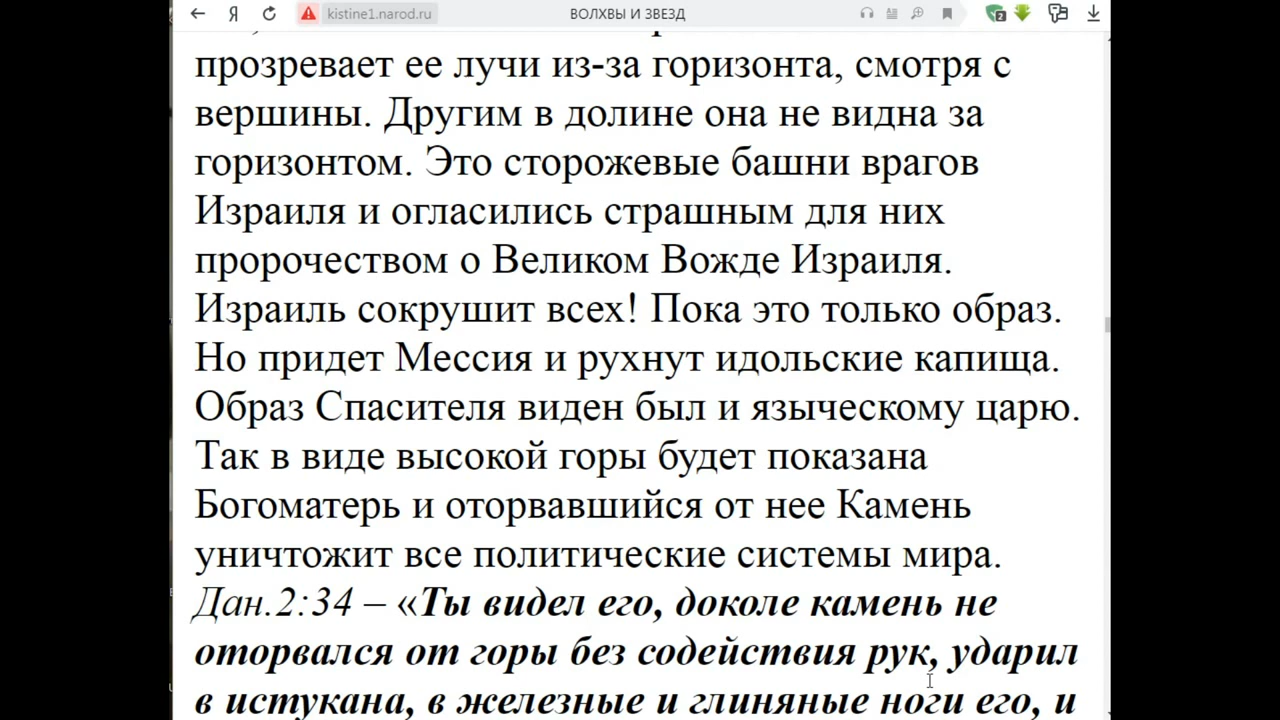 kistine1.narod.ru
ВОЛХВЫ И ЗВЕЗД
2
прозревает ее лучи из-за горизонта, смотря с
вершины. Другим в долине она не видна за
горизонтом. Это сторожевые башни врагов
Израиля и огласились страшным для них
пророчеством о Великом Вожде Израиля.
Израиль сокрушит всех! Пока это только образ.
Но придет Мессия и рухнут идольские капища.
Образ Спасителя виден был и языческому царю.
Так в виде высокой горы будет показана
Богоматерь и оторвавшийся от нее Камень
уничтожит все политические системы мира.
Дан.2:34 – «Ты видел его, доколе камень не
оторвался от горы без содействия рук, ударил
в истукана, в железные и глиняные ноги его, и